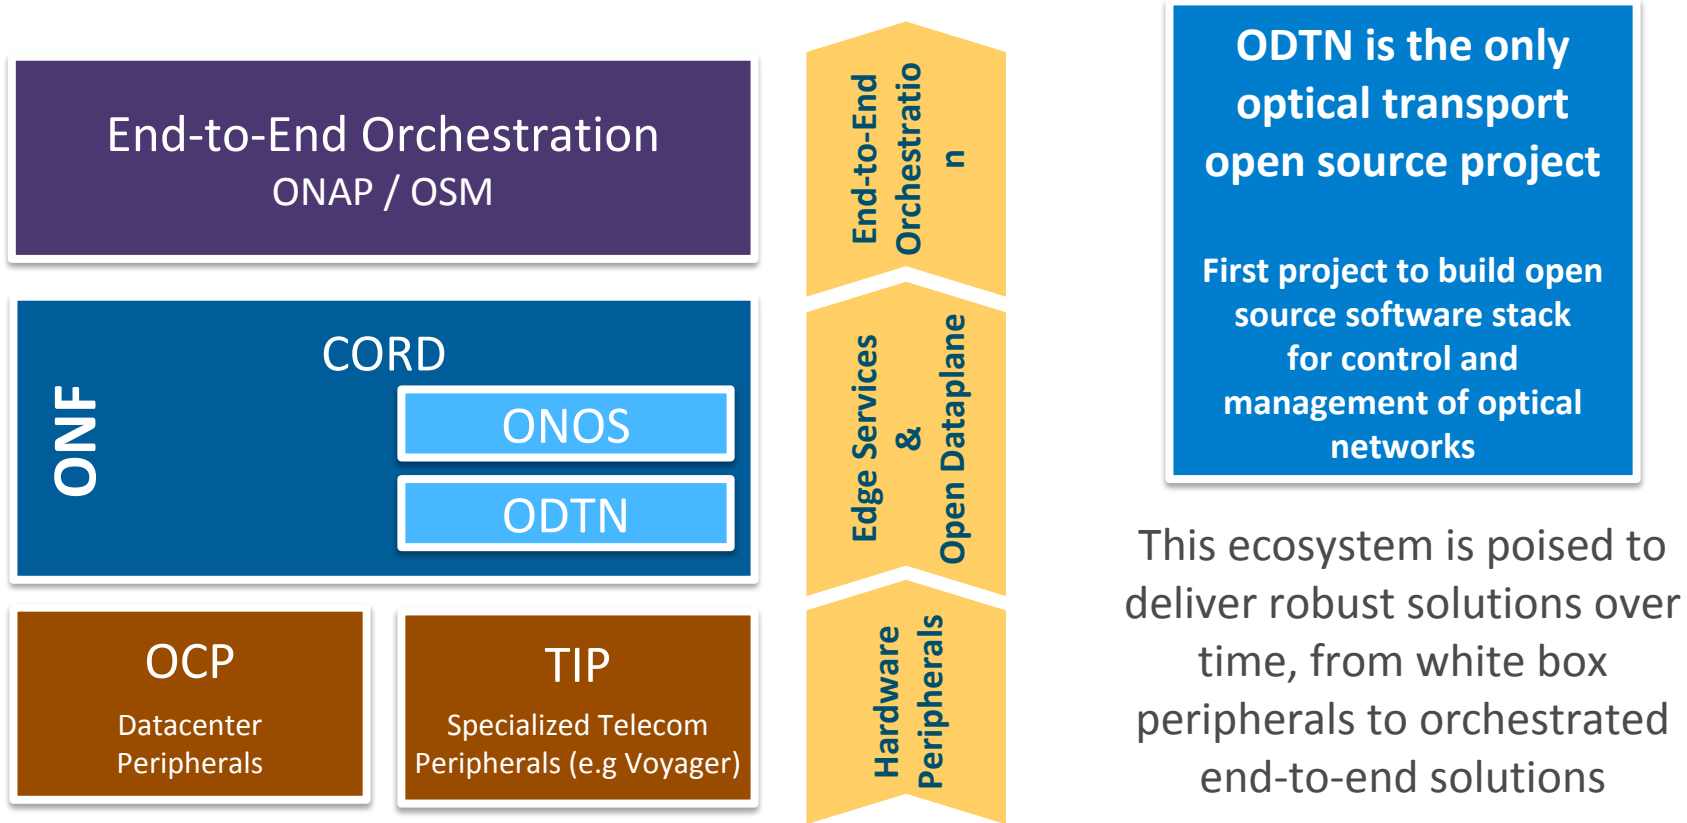 End-to-End Orchestration
ONAP / OSM
ONF
CORD
ONOS
ODTN
OCP
Datacenter
Peripherals
TIP
Specialized Telecom
Peripherals (e.g Voyager)
End-to-End
Orchestratio
n
Edge Services
&
Open Dataplane
Hardware
Peripherals
ODTN is the only
optical transport
open source project
First project to build open
source software stack
for control and
management of optical
networks
This ecosystem is poised to
deliver robust solutions over
time, from white box
peripherals to orchestrated
end-to-end solutions